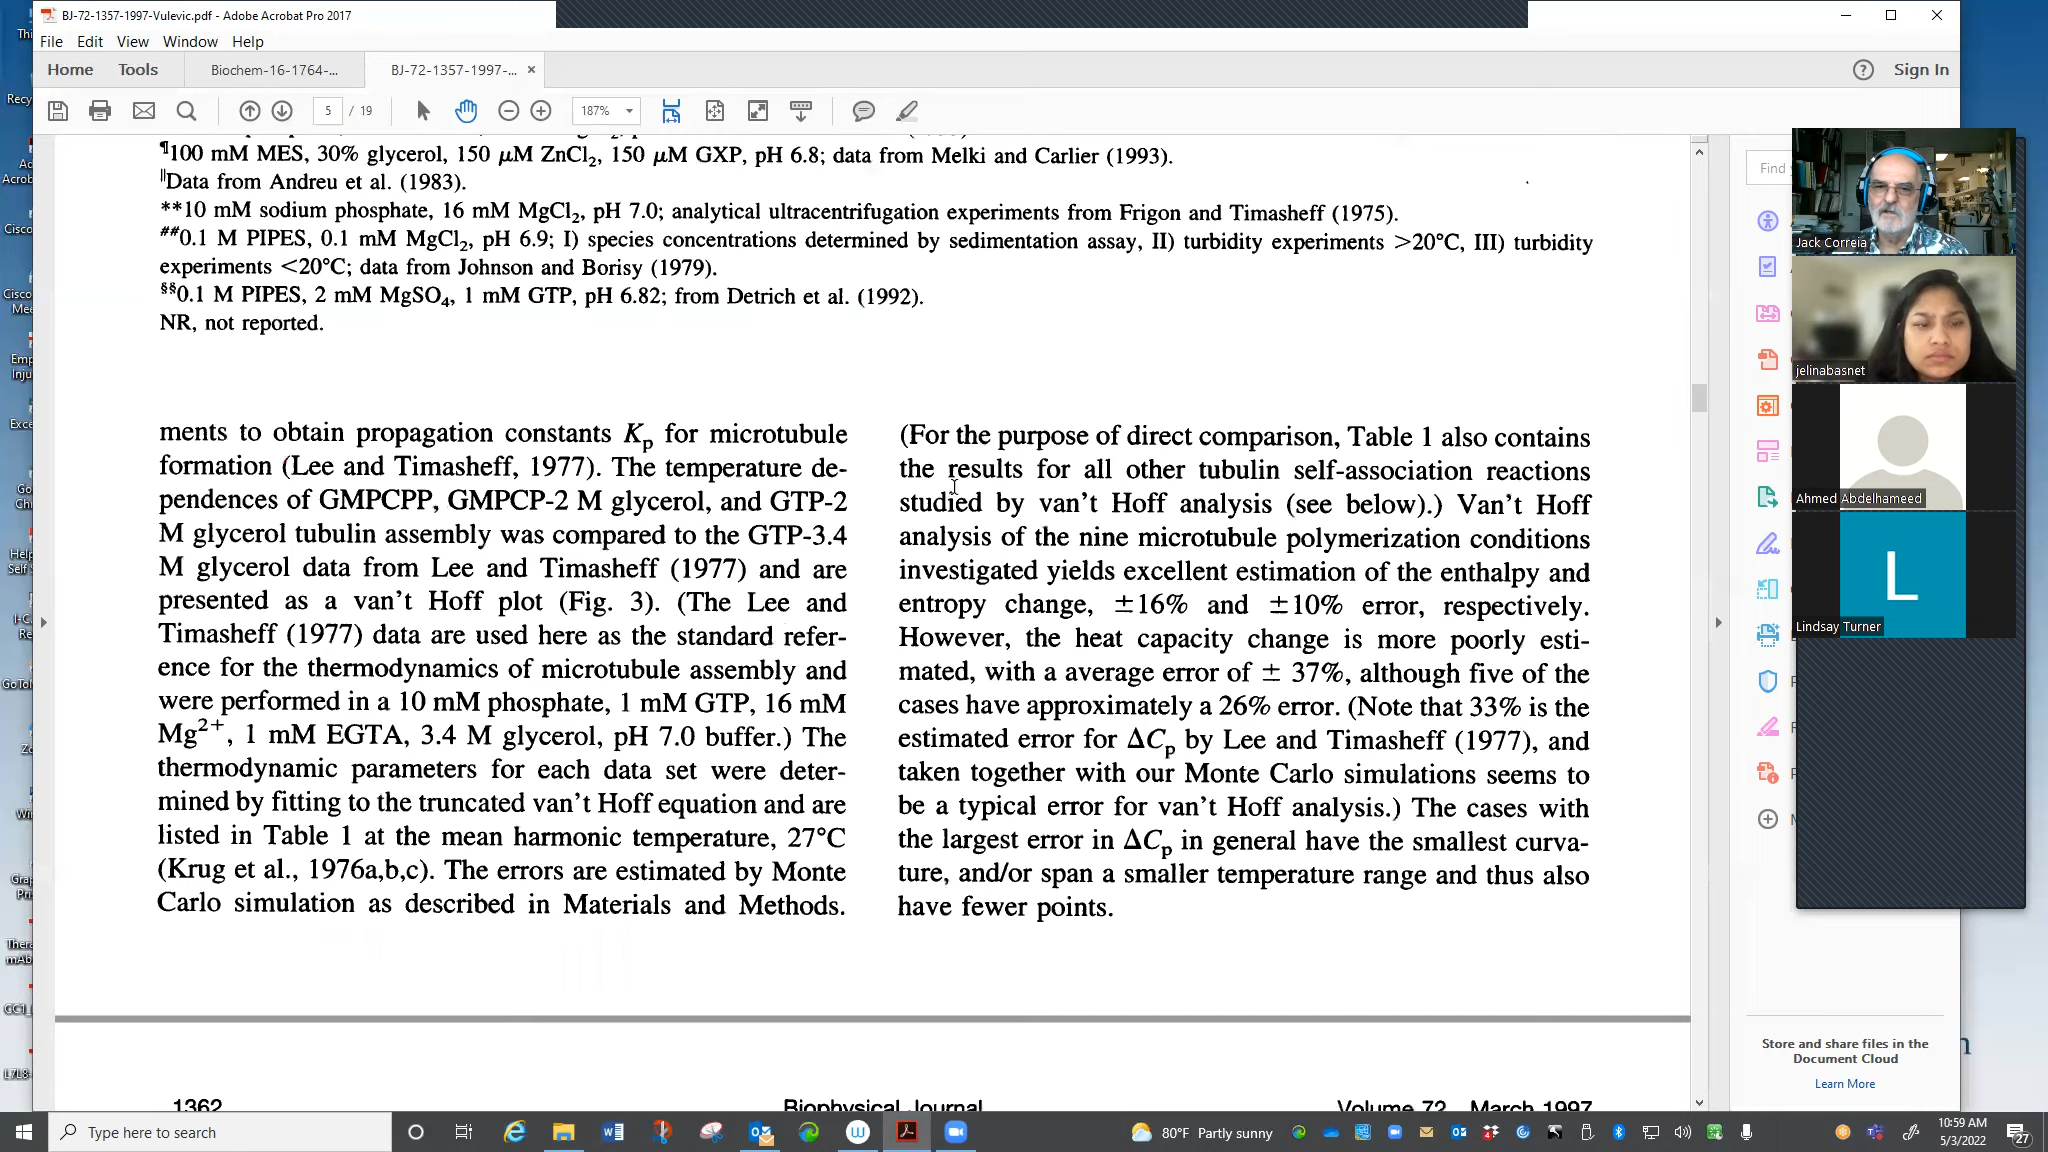 BJ-72-1357-1997-Vulevic.pdf - Adobe Acrobat Pro 2017
File Edit View Window Help
Home Tools Biochem-16-1764-... BJ-72-1357-1997-... × Sign In
5 / 19 187%
¶100 mM MES, 30% glycerol, 150 μM ZnCl2, 150 μM GXP, pH 6.8; data from Melki and Carlier (1993).
‖Data from Andreu et al. (1983).
**10 mM sodium phosphate, 16 mM MgCl2, pH 7.0; analytical ultracentrifugation experiments from Frigon and Timasheff (1975).
##0.1 M PIPES, 0.1 mM MgCl2, pH 6.9; I) species concentrations determined by sedimentation assay, II) turbidity experiments >20°C, III) turbidity
experiments <20°C; data from Johnson and Borisy (1979).
§§0.1 M PIPES, 2 mM MgSO4, 1 mM GTP, pH 6.82; from Detrich et al. (1992).
NR, not reported.
ments to obtain propagation constants Kp for microtubule
formation (Lee and Timasheff, 1977). The temperature de-
pendences of GMPCPP, GMPCP-2 M glycerol, and GTP-2
M glycerol tubulin assembly was compared to the GTP-3.4
M glycerol data from Lee and Timasheff (1977) and are
presented as a van't Hoff plot (Fig. 3). (The Lee and
Timasheff (1977) data are used here as the standard refer-
ence for the thermodynamics of microtubule assembly and
were performed in a 10 mM phosphate, 1 mM GTP, 16 mM
Mg2+, 1 mM EGTA, 3.4 M glycerol, pH 7.0 buffer.) The
thermodynamic parameters for each data set were deter-
mined by fitting to the truncated van't Hoff equation and are
listed in Table 1 at the mean harmonic temperature, 27°C
(Krug et al., 1976a,b,c). The errors are estimated by Monte
Carlo simulation as described in Materials and Methods.
(For the purpose of direct comparison, Table 1 also contains
the results for all other tubulin self-association reactions
studied by van't Hoff analysis (see below).) Van't Hoff
analysis of the nine microtubule polymerization conditions
investigated yields excellent estimation of the enthalpy and
entropy change, ±16% and ±10% error, respectively.
However, the heat capacity change is more poorly esti-
mated, with a average error of ± 37%, although five of the
cases have approximately a 26% error. (Note that 33% is the
estimated error for ΔCp by Lee and Timasheff (1977), and
taken together with our Monte Carlo simulations seems to
be a typical error for van't Hoff analysis.) The cases with
the largest error in ΔCp in general have the smallest curva-
ture, and/or span a smaller temperature range and thus also
have fewer points.
1362 Biophysical Journal Volume 72 March 1997
Find
Jack Correia
jelinabasnet
Ahmed Abdelhameed
L
Lindsay Turner
Store and share files in the
Document Cloud
Learn More
Type here to search
80°F Partly sunny
10:59 AM
5/3/2022
27